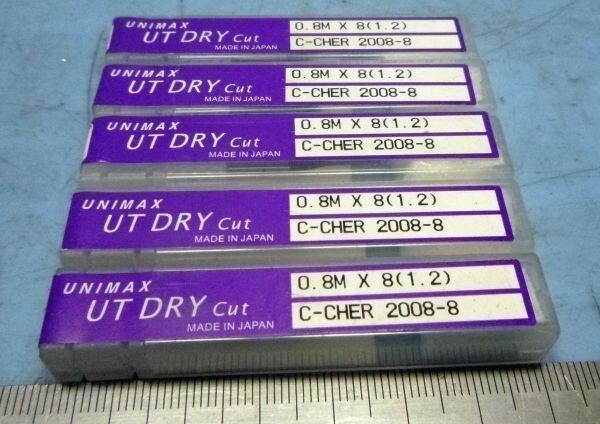 UNIMAX
UT DRY Cut
MADE IN JAPAN
0.8M X 8(1.2)
C-CHER 2008-8
UNIMAX
UT DRY Cut
MADE IN JAPAN
0.8M X 8(1.2)
C-CHER 2008-8
UNIMAX
UT DRY Cut
MADE IN JAPAN
0.8M X 8(1.2)
C-CHER 2008-8
UNIMAX
UT DRY Cut
MADE IN JAPAN
0.8M X 8(1.2)
C-CHER 2008-8
UNIMAX
UT DRY Cut
MADE IN JAPAN
0.8M X 8(1.2)
C-CHER 2008-8